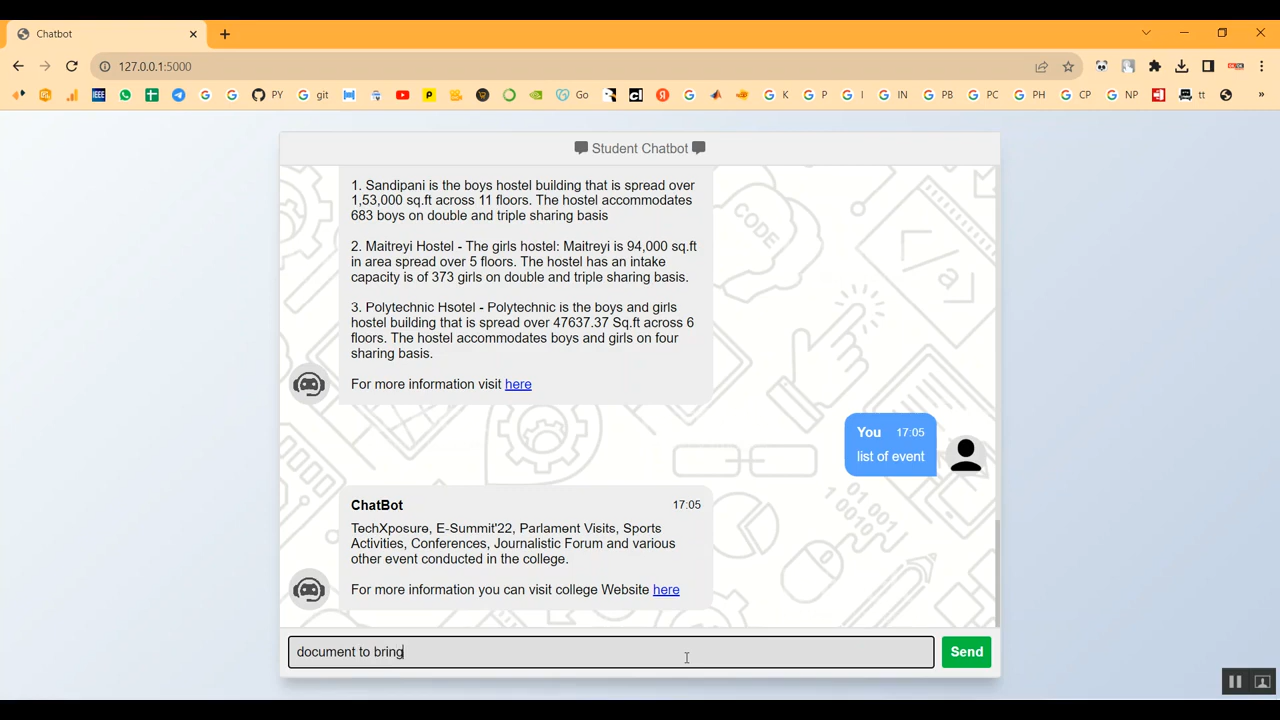 Chatbot
127.0.0.1:5000
PY
git
Go
K
P
I
IN
PB
PC
PH
CP
NP
tt
»
Student Chatbot
1. Sandipani is the boys hostel building that is spread over
1,53,000 sq.ft across 11 floors. The hostel accommodates
683 boys on double and triple sharing basis
2. Maitreyi Hostel - The girls hostel: Maitreyi is 94,000 sq.ft
in area spread over 5 floors. The hostel has an intake
capacity is of 373 girls on double and triple sharing basis.
3. Polytechnic Hsotel - Polytechnic is the boys and girls
hostel building that is spread over 47637.37 Sq.ft across 6
floors. The hostel accommodates boys and girls on four
sharing basis.
For more information visit here
You 17:05
list of event
ChatBot 17:05
TechXposure, E-Summit'22, Parlament Visits, Sports
Activities, Conferences, Journalistic Forum and various
other event conducted in the college.
For more information you can visit college Website here
document to bring
Send
CODE